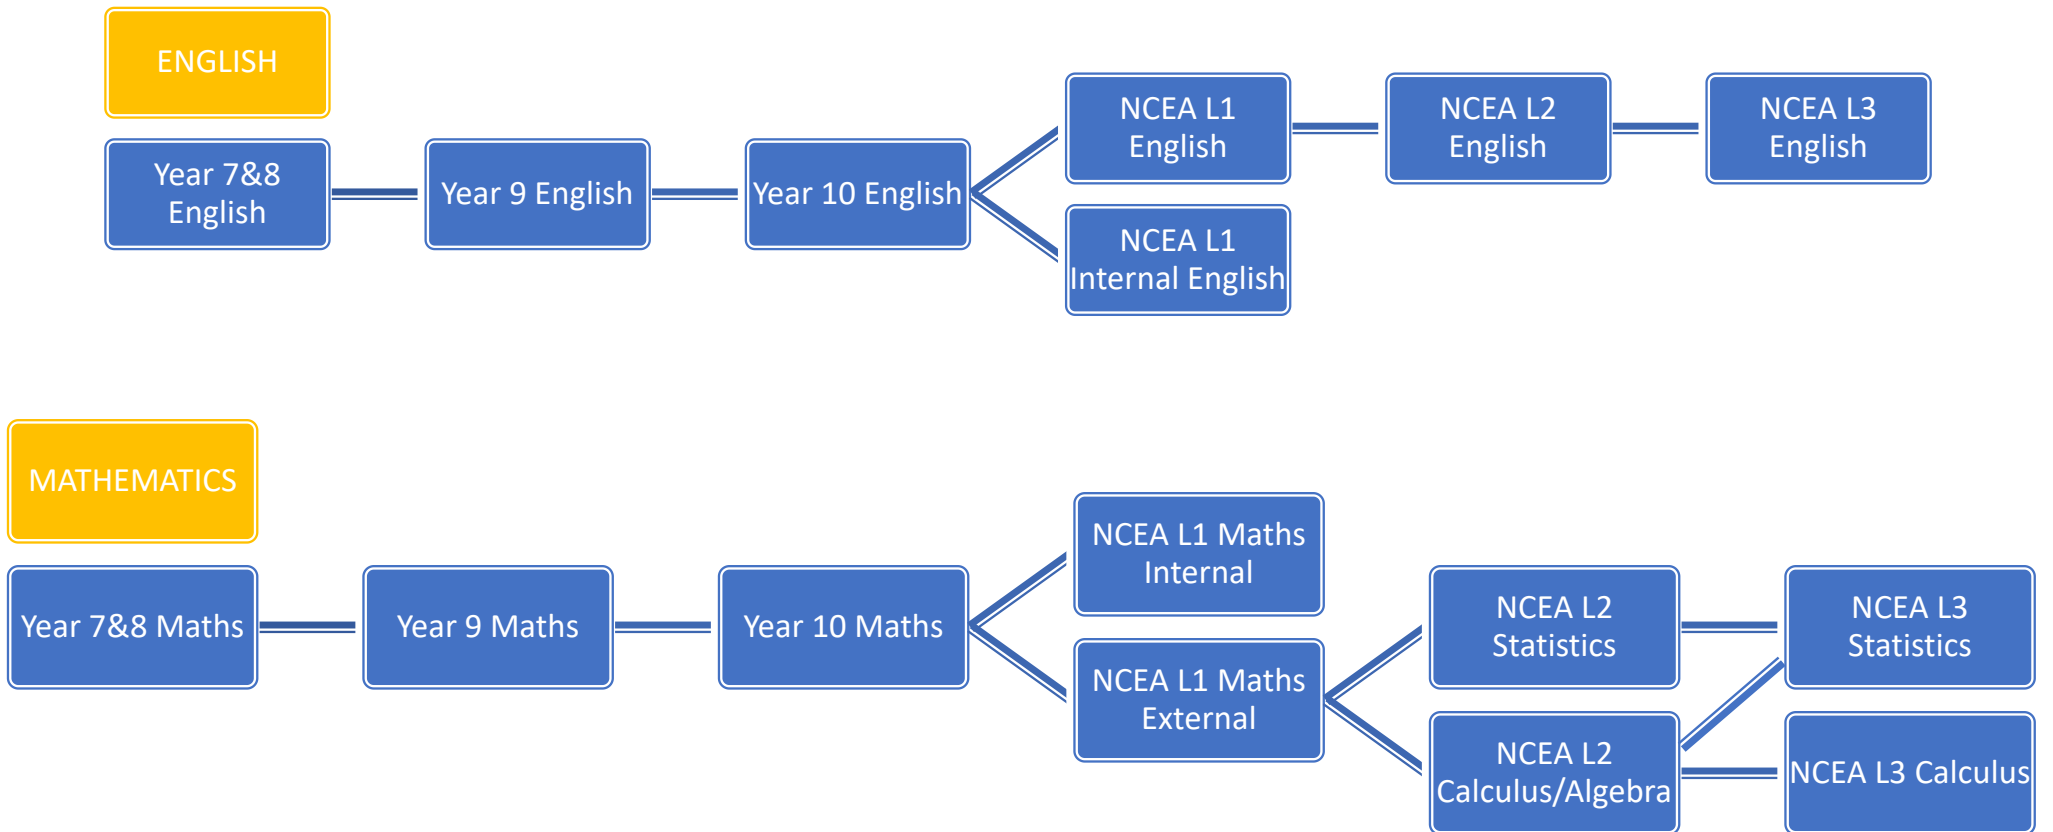 ENGLISH
Year 7&8
English
Year 9 English
Year 10 English
NCEA L1
English
NCEA L2
English
NCEA L3
English
NCEA L1
Internal English
MATHEMATICS
Year 7&8 Maths
Year 9 Maths
Year 10 Maths
NCEA L1 Maths
Internal
NCEA L1 Maths
External
NCEA L2
Statistics
NCEA L3
Statistics
NCEA L2
Calculus/Algebra
NCEA L3 Calculus